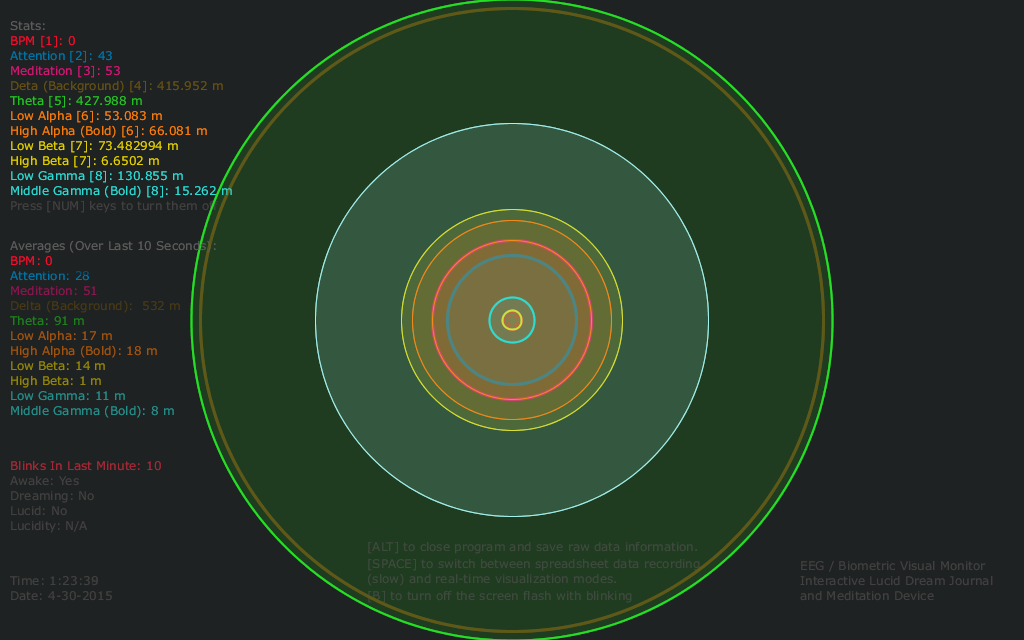 Stats:
BPM [1]: 0
Attention [2]: 43
Meditation [3]: 53
Deta (Background) [4]: 415.952 m
Theta [5]: 427.988 m
Low Alpha [6]: 53.083 m
High Alpha (Bold) [6]: 66.081 m
Low Beta [7]: 73.482994 m
High Beta [7]: 6.6502 m
Low Gamma [8]: 130.855 m
Middle Gamma (Bold) [8]: 15.262 m
Press [NUM] keys to turn them
Averages (Over Last 10 Seconds):
BPM: 0
Attention: 28
Meditation: 51
Delta (Background): 532 m
Theta: 91 m
Low Alpha: 17 m
High Alpha (Bold): 18 m
Low Beta: 14 m
High Beta: 1 m
Low Gamma: 11 m
Middle Gamma (Bold): 8 m
Blinks In Last Minute: 10
Awake: Yes
Dreaming: No
Lucid: No
Lucidity: N/A
Time: 1:23:39
Date: 4-30-2015
[ALT] to close program and save raw data information.
[SPACE] to switch between spreadsheet data recording
(slow) and real-time visualization modes.
[B] to turn off the screen flash with blinking
EEG / Biometric Visual Monitor
Interactive Lucid Dream Journal
and Meditation Device